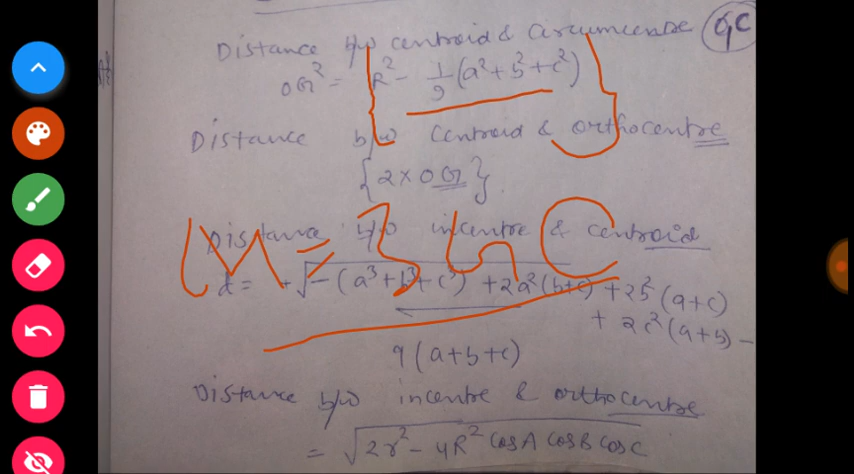 GC
Distance b/w centroid & circumcentre
OG² = R² - 1/9 (a² + b² + c²)
Distance b/w centroid & orthocentre
{2 × OG}
Distance b/w incentre & centroid
d = +√-(a³+b³+c³) + 2a²(b+c) + 2b²(a+c)
+ 2c²(a+b) -
9(a+b+c)
Distance b/w incentre & orthocentre
= √2r² - 4R² cosA cosB cosC